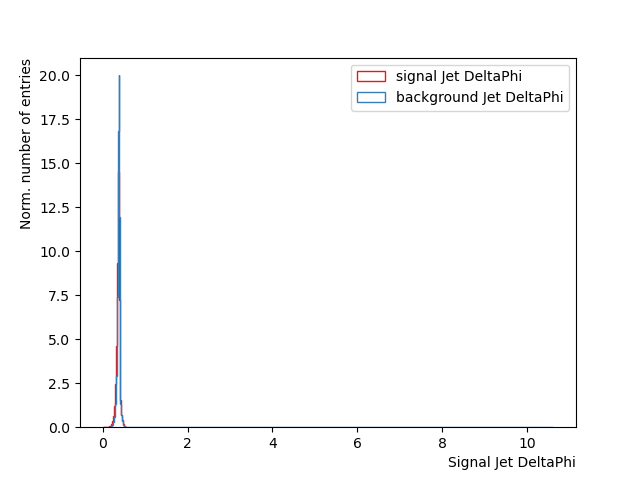 signal Jet DeltaPhi
background Jet DeltaPhi
Norm. number of entries
20.0
17.5
15.0
12.5
10.0
7.5
5.0
2.5
0.0
0 2 4 6 8 10
Signal Jet DeltaPhi